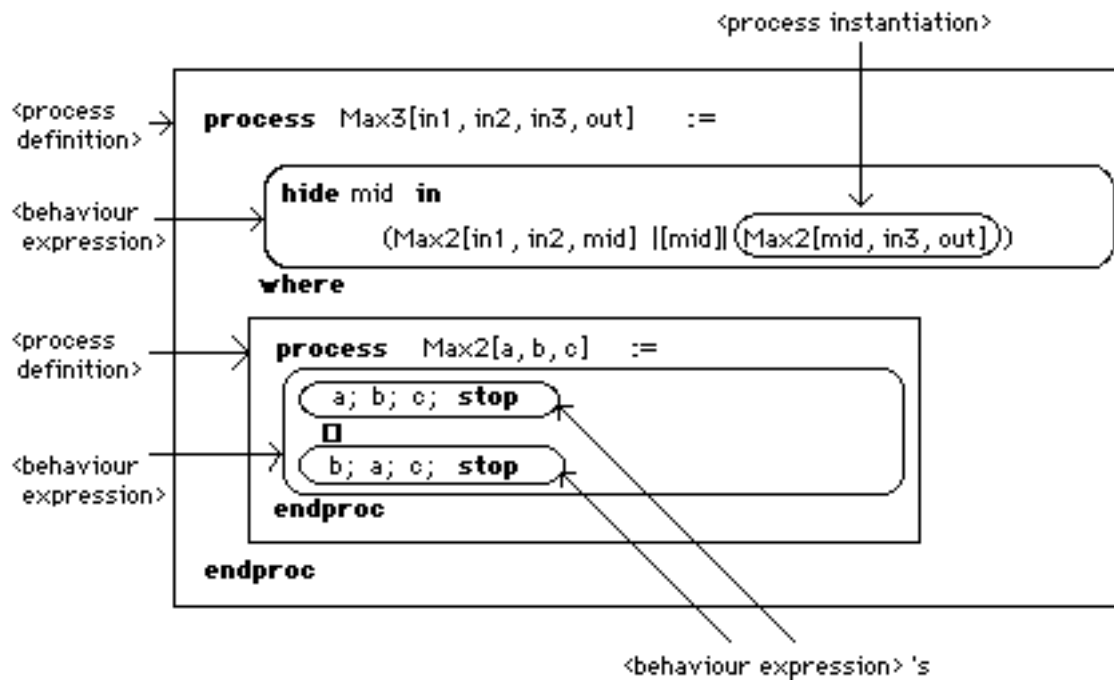 <process instantiation>
<process
definition>
process Max3[in1, in2, in3, out] :=
<behaviour
expression>
hide mid in
(Max2[in1, in2, mid] |[mid]| (Max2[mid, in3, out]))
where
<process
definition>
process Max2[a, b, c] :=
a; b; c; stop
[]
<behaviour
expression>
b; a; c; stop
endproc
endproc
<behaviour expression> 's